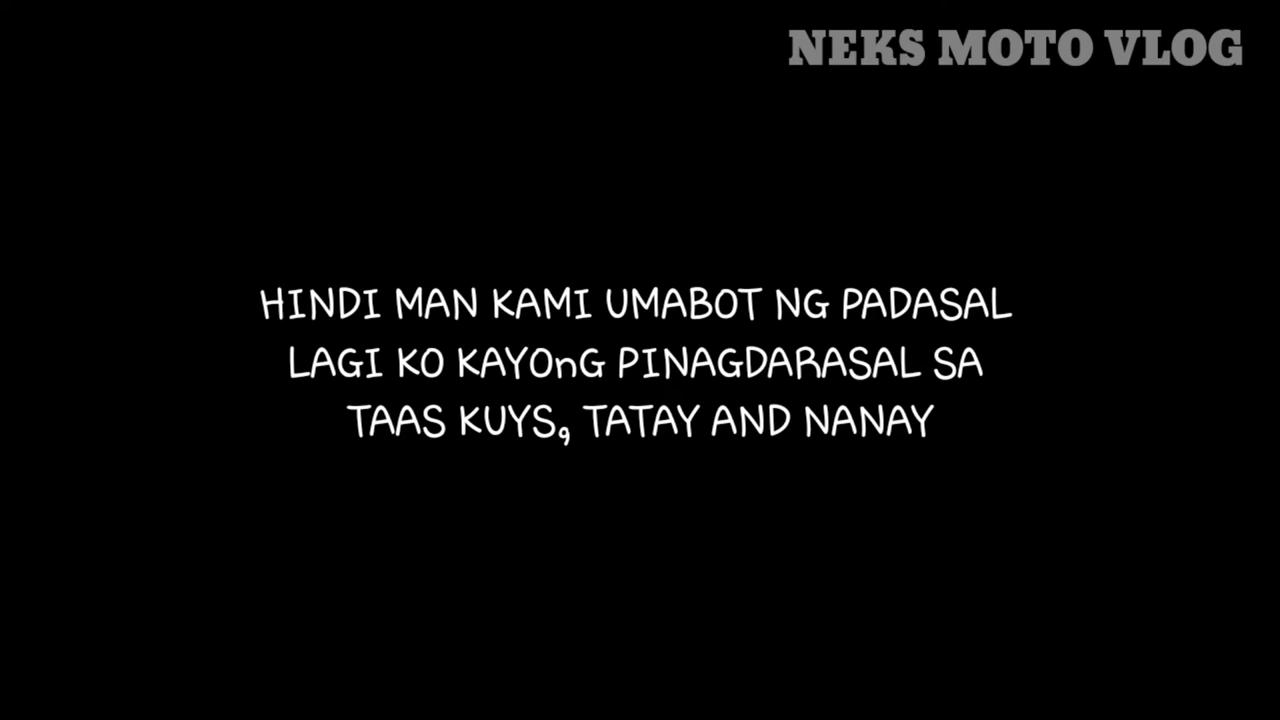 NEKS MOTO VLOG
HINDI MAN KAMI UMABOT NG PADASAL
LAGI KO KAYOnG PINAGDARASAL SA
TAAS KUYS, TATAY AND NANAY